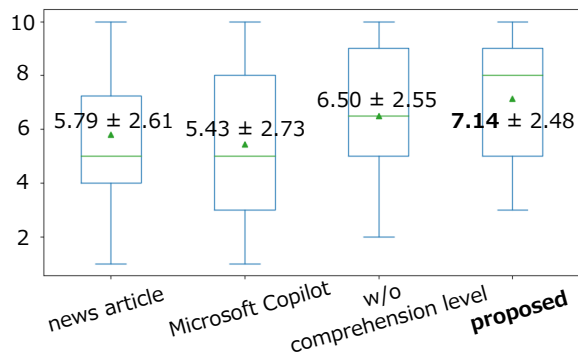 10
8
6
4
2
5.79 ± 2.61
5.43 ± 2.73
6.50 ± 2.55
7.14 ± 2.48
news article
Microsoft Copilot
w/o
comprehension level
proposed